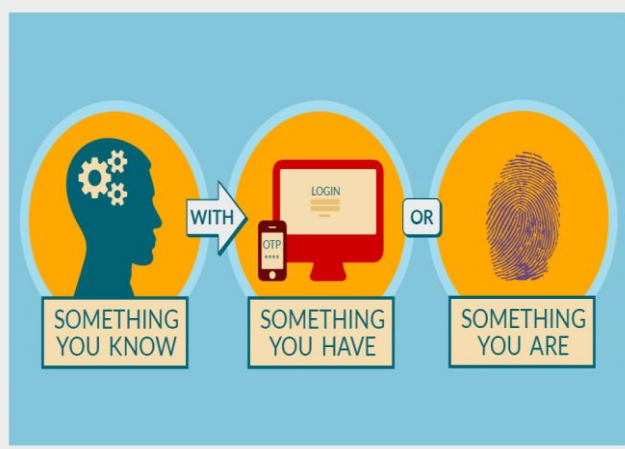 WITH
LOGIN
OTP
****
OR
SOMETHING
YOU KNOW
SOMETHING
YOU HAVE
SOMETHING
YOU ARE